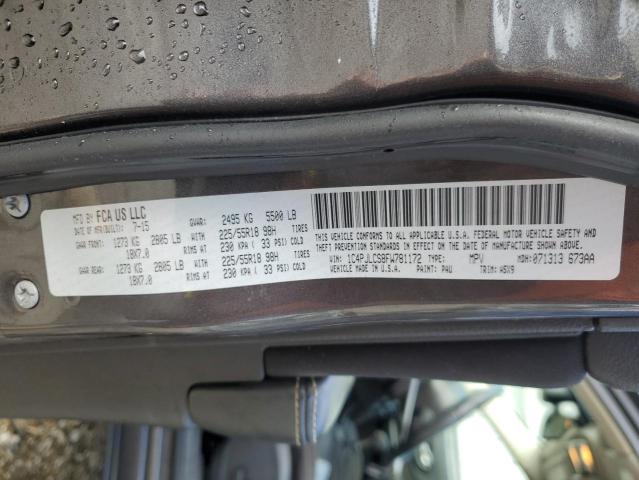 MFD BY FCA US LLC
DATE OF MFR(BUILT): 7-15 GVWR: 2495 KG 5500 LB
GAWR FRONT: 1273 KG 2805 LB WITH 225/55R18 98H TIRES
18X7.0 RIMS AT 230 KPA ( 33 PSI) COLD
GAWR REAR: 1273 KG 2805 LB WITH 225/55R18 98H TIRES
18X7.0 RIMS AT 230 KPA ( 33 PSI) COLD
THIS VEHICLE CONFORMS TO ALL APPLICABLE U.S.A. FEDERAL MOTOR VEHICLE SAFETY AND
THEFT PREVENTION STANDARDS IN EFFECT ON THE DATE OF MANUFACTURE SHOWN ABOVE.
VIN: 1C4PJLCS8FW781172 TYPE: MPV MDH: 071313 673AA
PAINT: PAU TRIM: A5X9